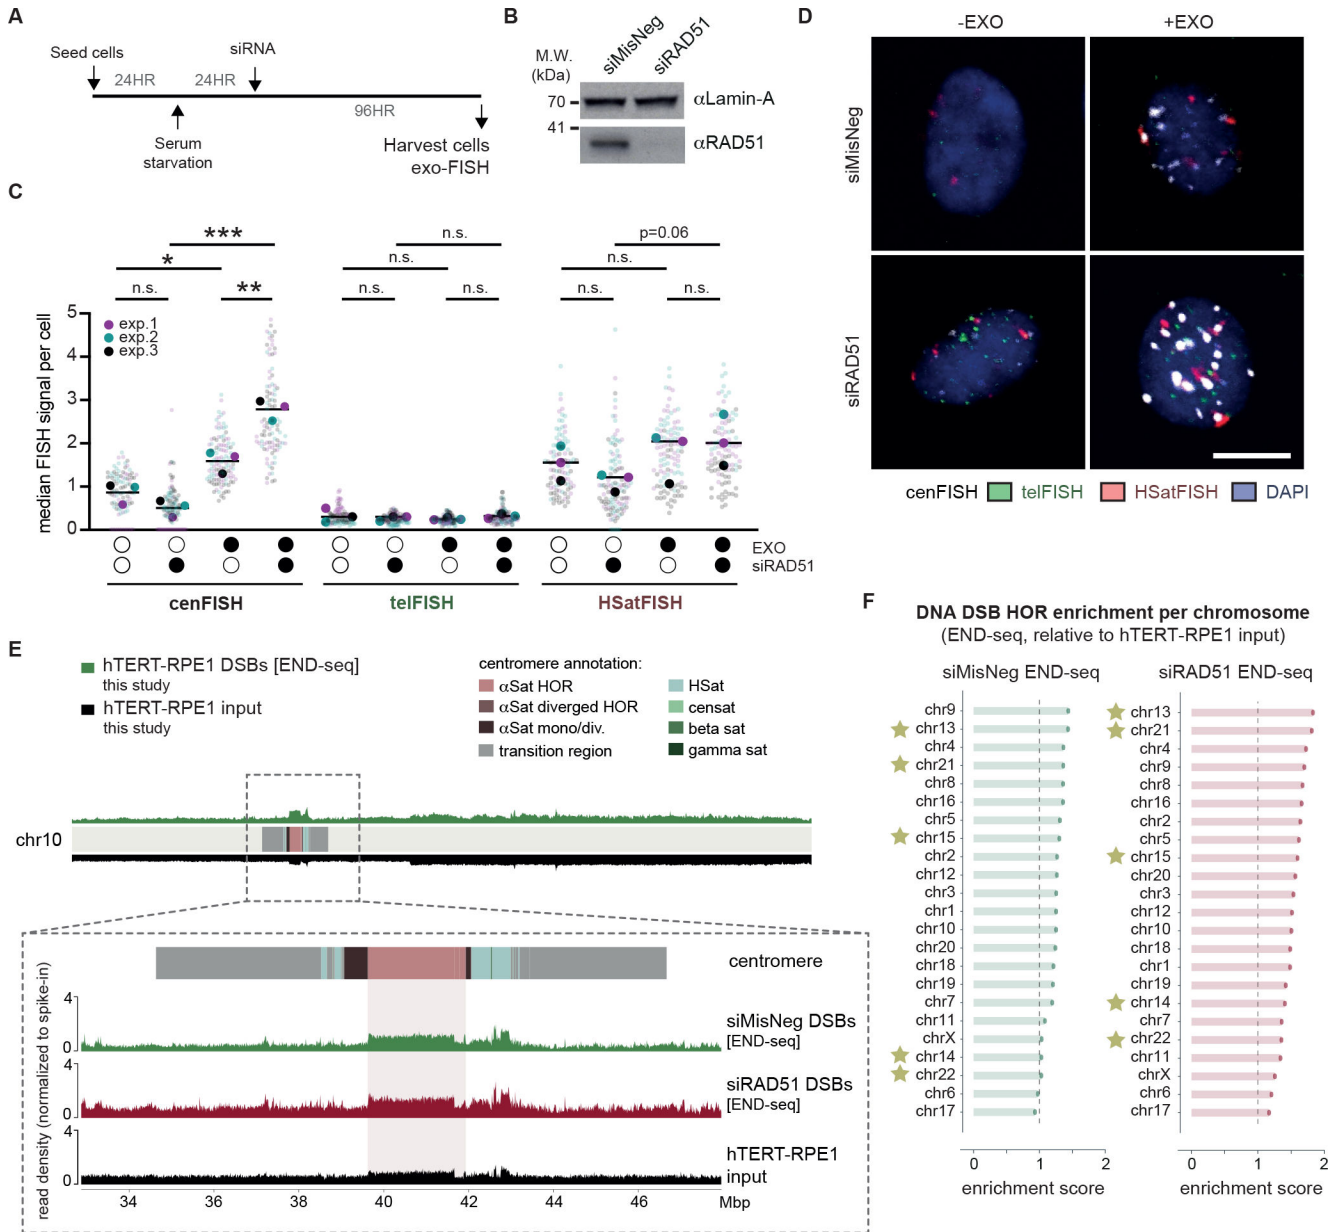 A
Seed cells
24HR
24HR
siRNA
Serum
starvation
96HR
Harvest cells
exo-FISH
B
M.W.
(kDa)
siMisNeg
siRAD51
70
αLamin-A
41
αRAD51
C
***
n.s.
p=0.06
*
n.s.
n.s.
n.s.
**
n.s.
n.s.
n.s.
n.s.
median FISH signal per cell
5
4
3
2
1
0
exp.1
exp.2
exp.3
EXO
siRAD51
cenFISH
telFISH
HSatFISH
D
-EXO
+EXO
siMisNeg
siRAD51
cenFISH telFISH HSatFISH DAPI
E
hTERT-RPE1 DSBs [END-seq]
this study
hTERT-RPE1 input
this study
centromere annotation:
αSat HOR
αSat diverged HOR
αSat mono/div.
transition region
HSat
censat
beta sat
gamma sat
chr10
centromere
read density (normalized to spike-in)
4
0
siMisNeg DSBs
[END-seq]
4
0
siRAD51 DSBs
[END-seq]
4
0
hTERT-RPE1
input
34 36 38 40 42 44 46 Mbp
F
DNA DSB HOR enrichment per chromosome
(END-seq, relative to hTERT-RPE1 input)
siMisNeg END-seq
chr9
chr13
chr4
chr21
chr8
chr16
chr5
chr15
chr2
chr12
chr3
chr1
chr10
chr20
chr18
chr19
chr7
chr11
chrX
chr14
chr22
chr6
chr17
0 1 2
enrichment score
siRAD51 END-seq
chr13
chr21
chr4
chr9
chr8
chr16
chr2
chr5
chr15
chr20
chr3
chr12
chr10
chr18
chr1
chr19
chr14
chr7
chr22
chr11
chrX
chr6
chr17
0 1 2
enrichment score